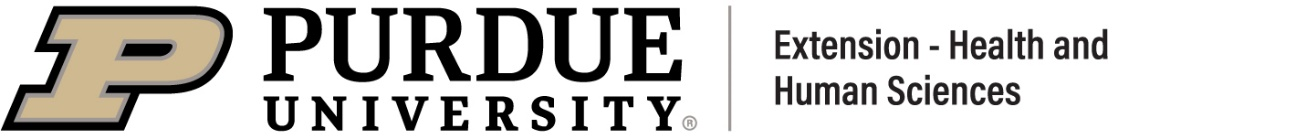 P
PURDUE
UNIVERSITY®
Extension - Health and
Human Sciences